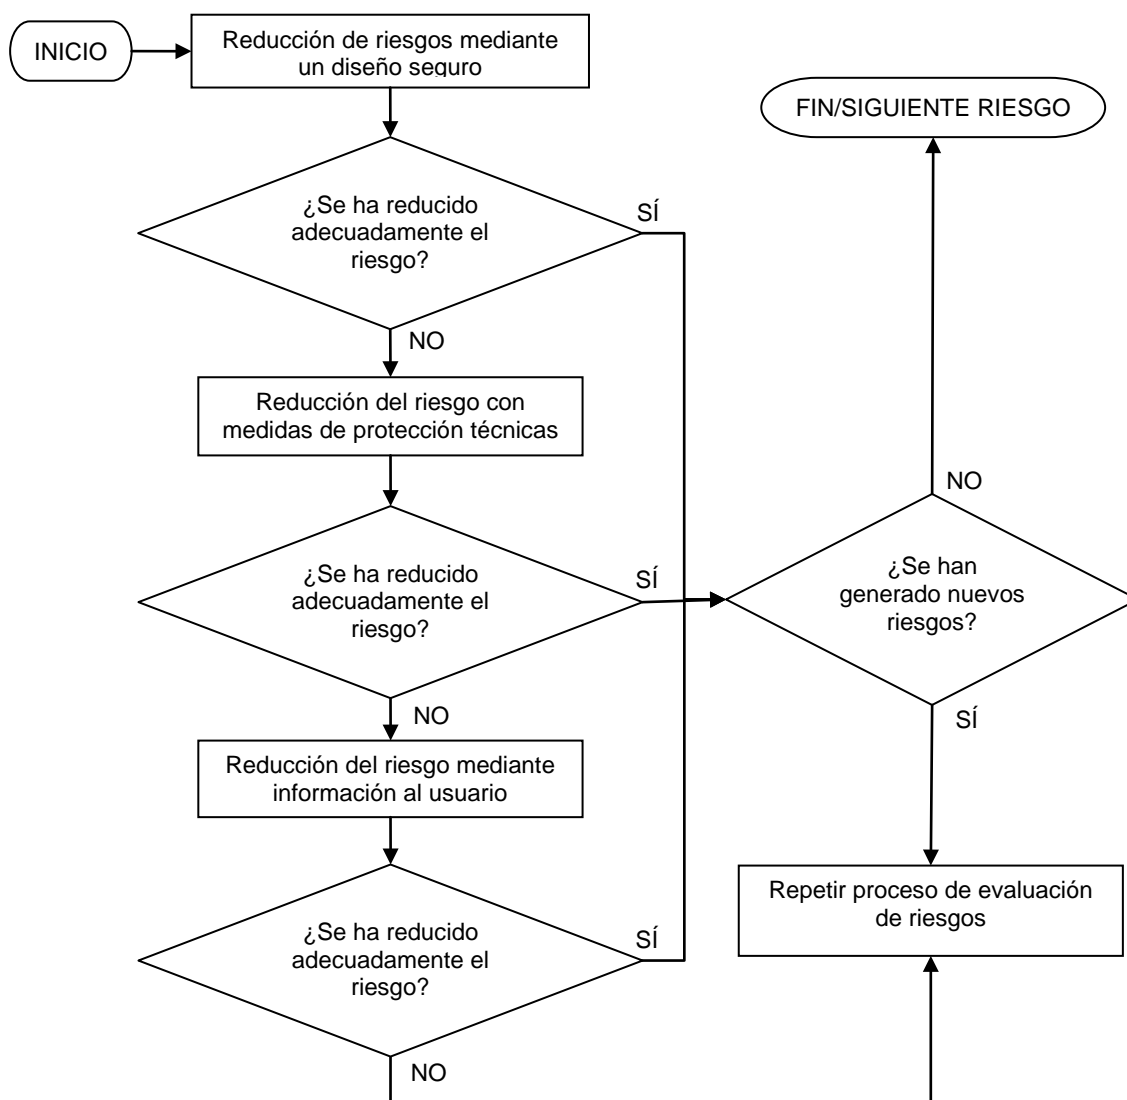 INICIO
Reducción de riesgos mediante
un diseño seguro
FIN/SIGUIENTE RIESGO
¿Se ha reducido
adecuadamente el
riesgo?
SÍ
NO
Reducción del riesgo con
medidas de protección técnicas
¿Se ha reducido
adecuadamente el
riesgo?
SÍ
NO
¿Se han
generado nuevos
riesgos?
NO
SÍ
Reducción del riesgo mediante
información al usuario
¿Se ha reducido
adecuadamente el
riesgo?
SÍ
NO
Repetir proceso de evaluación
de riesgos